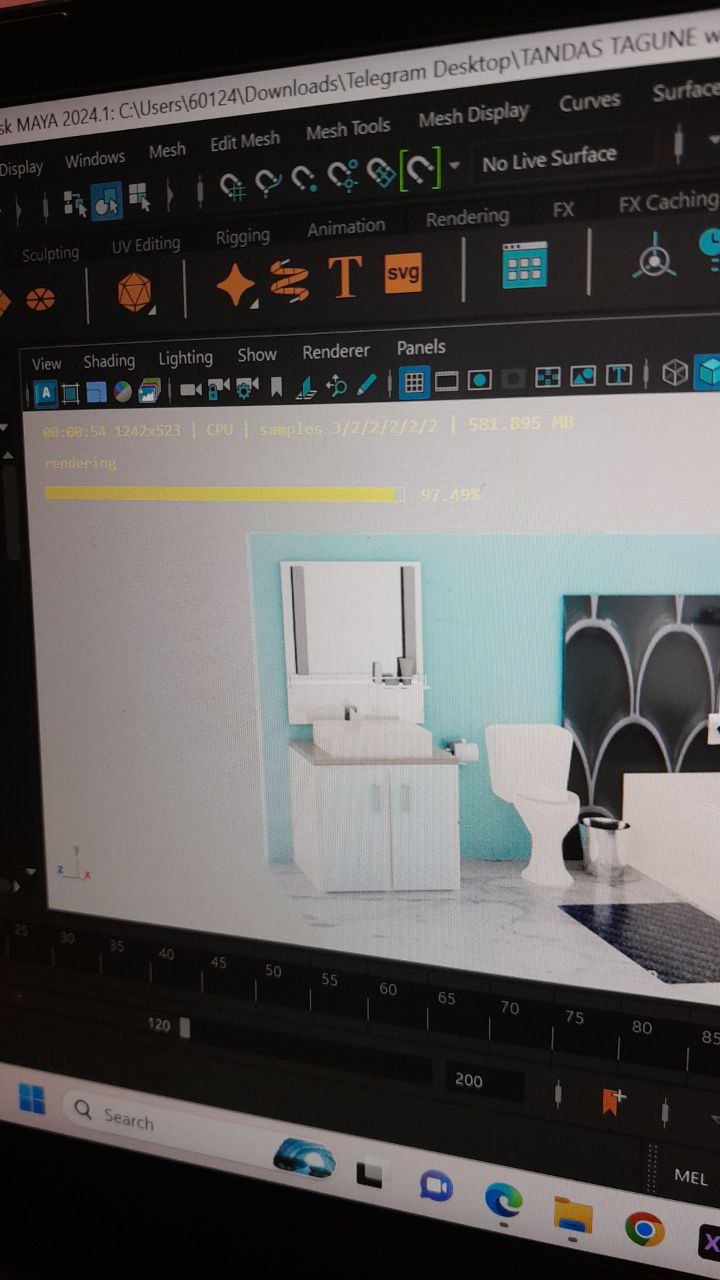 sk MAYA 2024.1: C:\Users\60124\Downloads\Telegram Desktop\TANDAS TAGUNE w
Display Windows Mesh Edit Mesh Mesh Tools Mesh Display Curves Surface
No Live Surface
Sculpting UV Editing Rigging Animation Rendering FX FX Caching
T svg
View Shading Lighting Show Renderer Panels
A T
00:00:54 1242x523 | CPU | samples 3/2/2/2/2/2 | 581.895 MB
rendering
97.49%
y
z x
25 30 35 40 45 50 55 60 65 70 75 80 85
120
200
Search
MEL